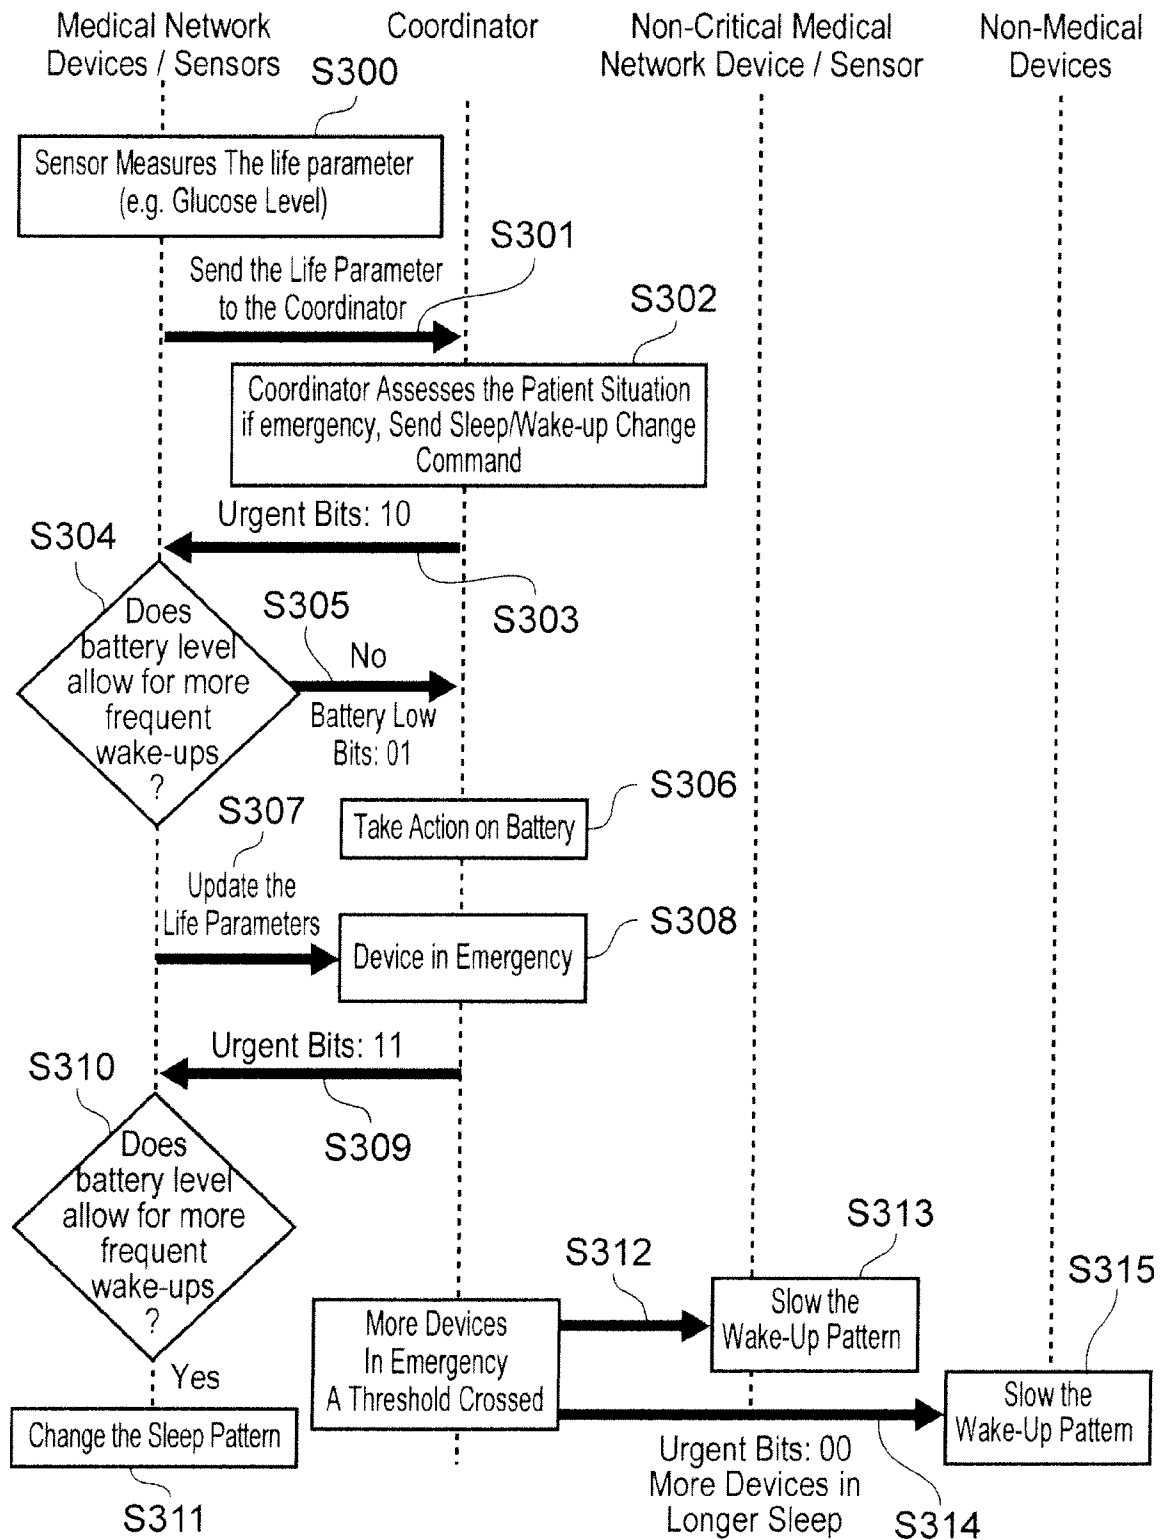 Medical Network
Devices / Sensors
Coordinator
Non-Critical Medical
Network Device / Sensor
Non-Medical
Devices
S300
Sensor Measures The life parameter
(e.g. Glucose Level)
S301
Send the Life Parameter
to the Coordinator
S302
Coordinator Assesses the Patient Situation
if emergency, Send Sleep/Wake-up Change
Command
Urgent Bits: 10
S303
S304
Does
battery level
allow for more
frequent
wake-ups
?
S305
No
Battery Low
Bits: 01
S306
Take Action on Battery
S307
Update the
Life Parameters
S308
Device in Emergency
Urgent Bits: 11
S309
S310
Does
battery level
allow for more
frequent
wake-ups
?
Yes
Change the Sleep Pattern
S311
More Devices
In Emergency
A Threshold Crossed
S312
S313
Slow the
Wake-Up Pattern
S315
Slow the
Wake-Up Pattern
Urgent Bits: 00
More Devices in
Longer Sleep
S314